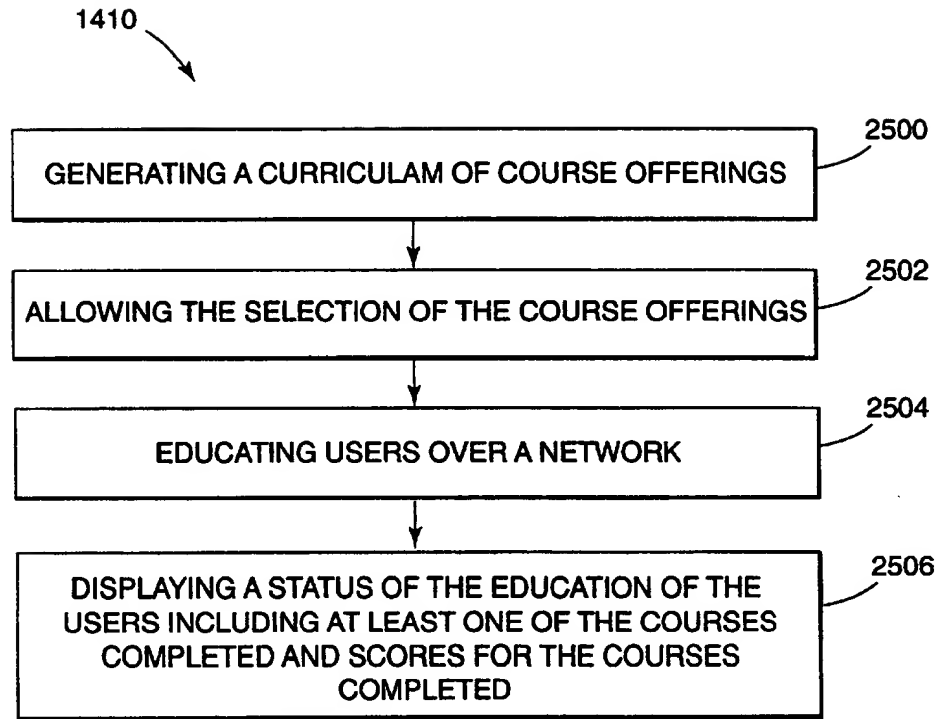 1410
2500
GENERATING A CURRICULAM OF COURSE OFFERINGS
2502
ALLOWING THE SELECTION OF THE COURSE OFFERINGS
2504
EDUCATING USERS OVER A NETWORK
2506
DISPLAYING A STATUS OF THE EDUCATION OF THE
USERS INCLUDING AT LEAST ONE OF THE COURSES
COMPLETED AND SCORES FOR THE COURSES
COMPLETED